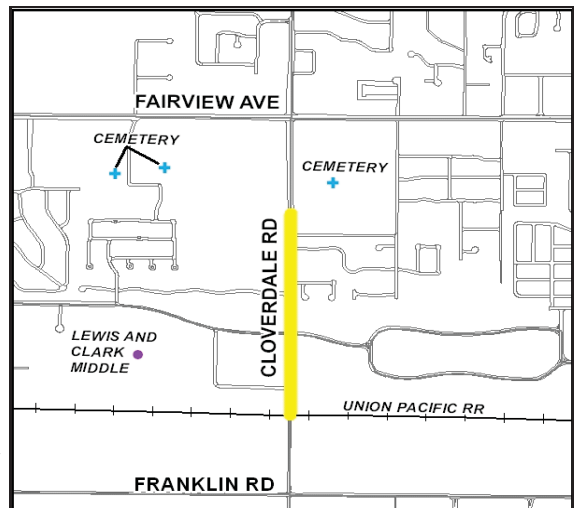 FAIRVIEW AVE
CEMETERY
CEMETERY
CLOVERDALE RD
LEWIS AND
CLARK
MIDDLE
UNION PACIFIC RR
FRANKLIN RD